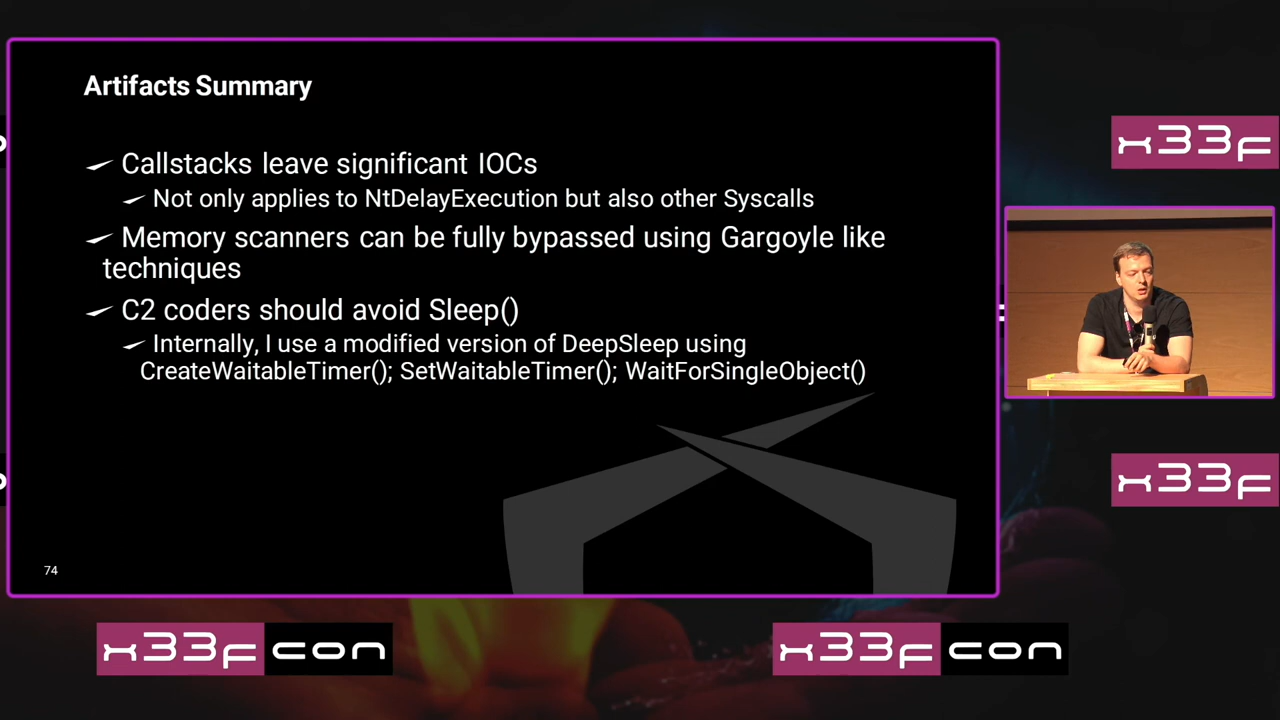 Artifacts Summary
Callstacks leave significant IOCs
Not only applies to NtDelayExecution but also other Syscalls
Memory scanners can be fully bypassed using Gargoyle like
techniques
C2 coders should avoid Sleep()
Internally, I use a modified version of DeepSleep using
CreateWaitableTimer(); SetWaitableTimer(); WaitForSingleObject()
74
x33f
x33f
x33fcon
x33fcon